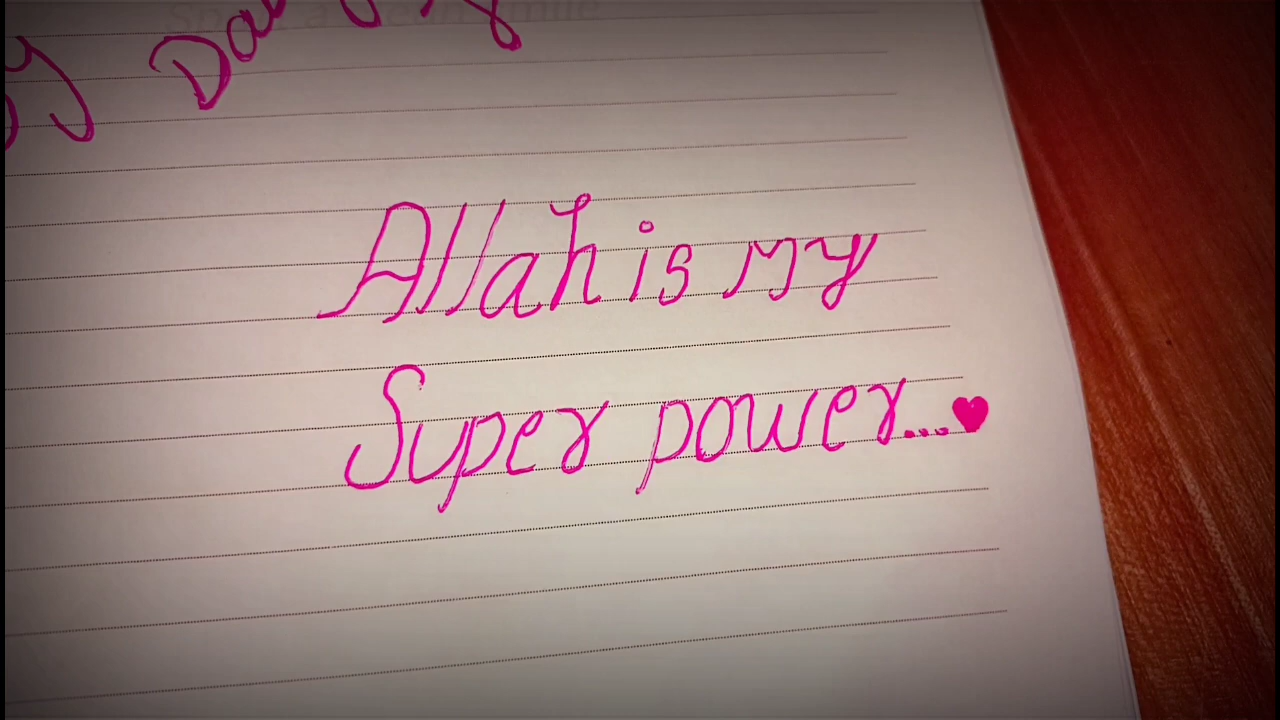 Allah is my
Super power...♥